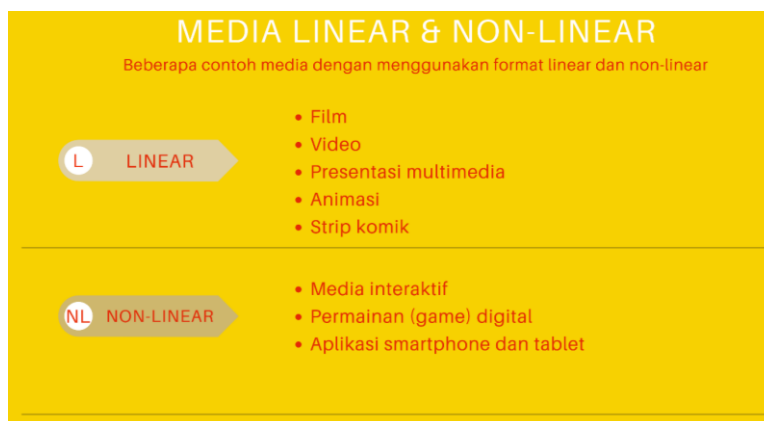 MEDIA LINEAR & NON-LINEAR
Beberapa contoh media dengan menggunakan format linear dan non-linear
L LINEAR
• Film
• Video
• Presentasi multimedia
• Animasi
• Strip komik
NL NON-LINEAR
• Media interaktif
• Permainan (game) digital
• Aplikasi smartphone dan tablet